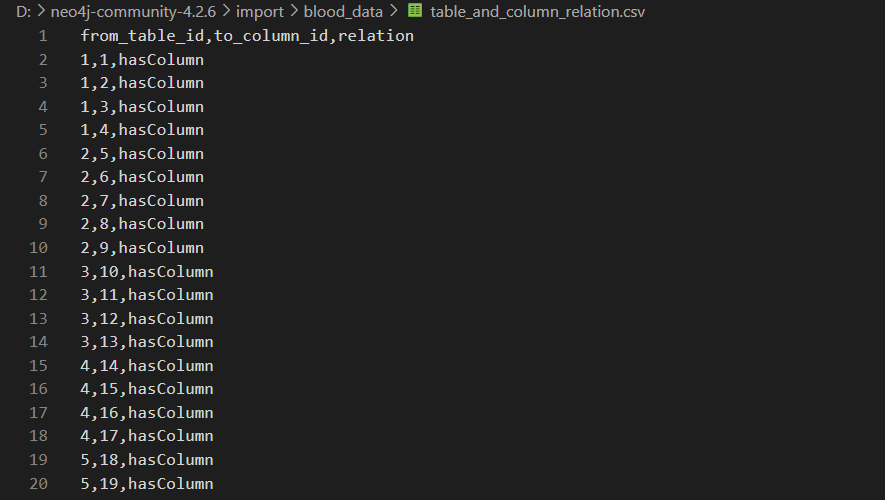 D: > neo4j-community-4.2.6 > import > blood_data > table_and_column_relation.csv
1 from_table_id,to_column_id,relation
2 1,1,hasColumn
3 1,2,hasColumn
4 1,3,hasColumn
5 1,4,hasColumn
6 2,5,hasColumn
7 2,6,hasColumn
8 2,7,hasColumn
9 2,8,hasColumn
10 2,9,hasColumn
11 3,10,hasColumn
12 3,11,hasColumn
13 3,12,hasColumn
14 3,13,hasColumn
15 4,14,hasColumn
16 4,15,hasColumn
17 4,16,hasColumn
18 4,17,hasColumn
19 5,18,hasColumn
20 5,19,hasColumn